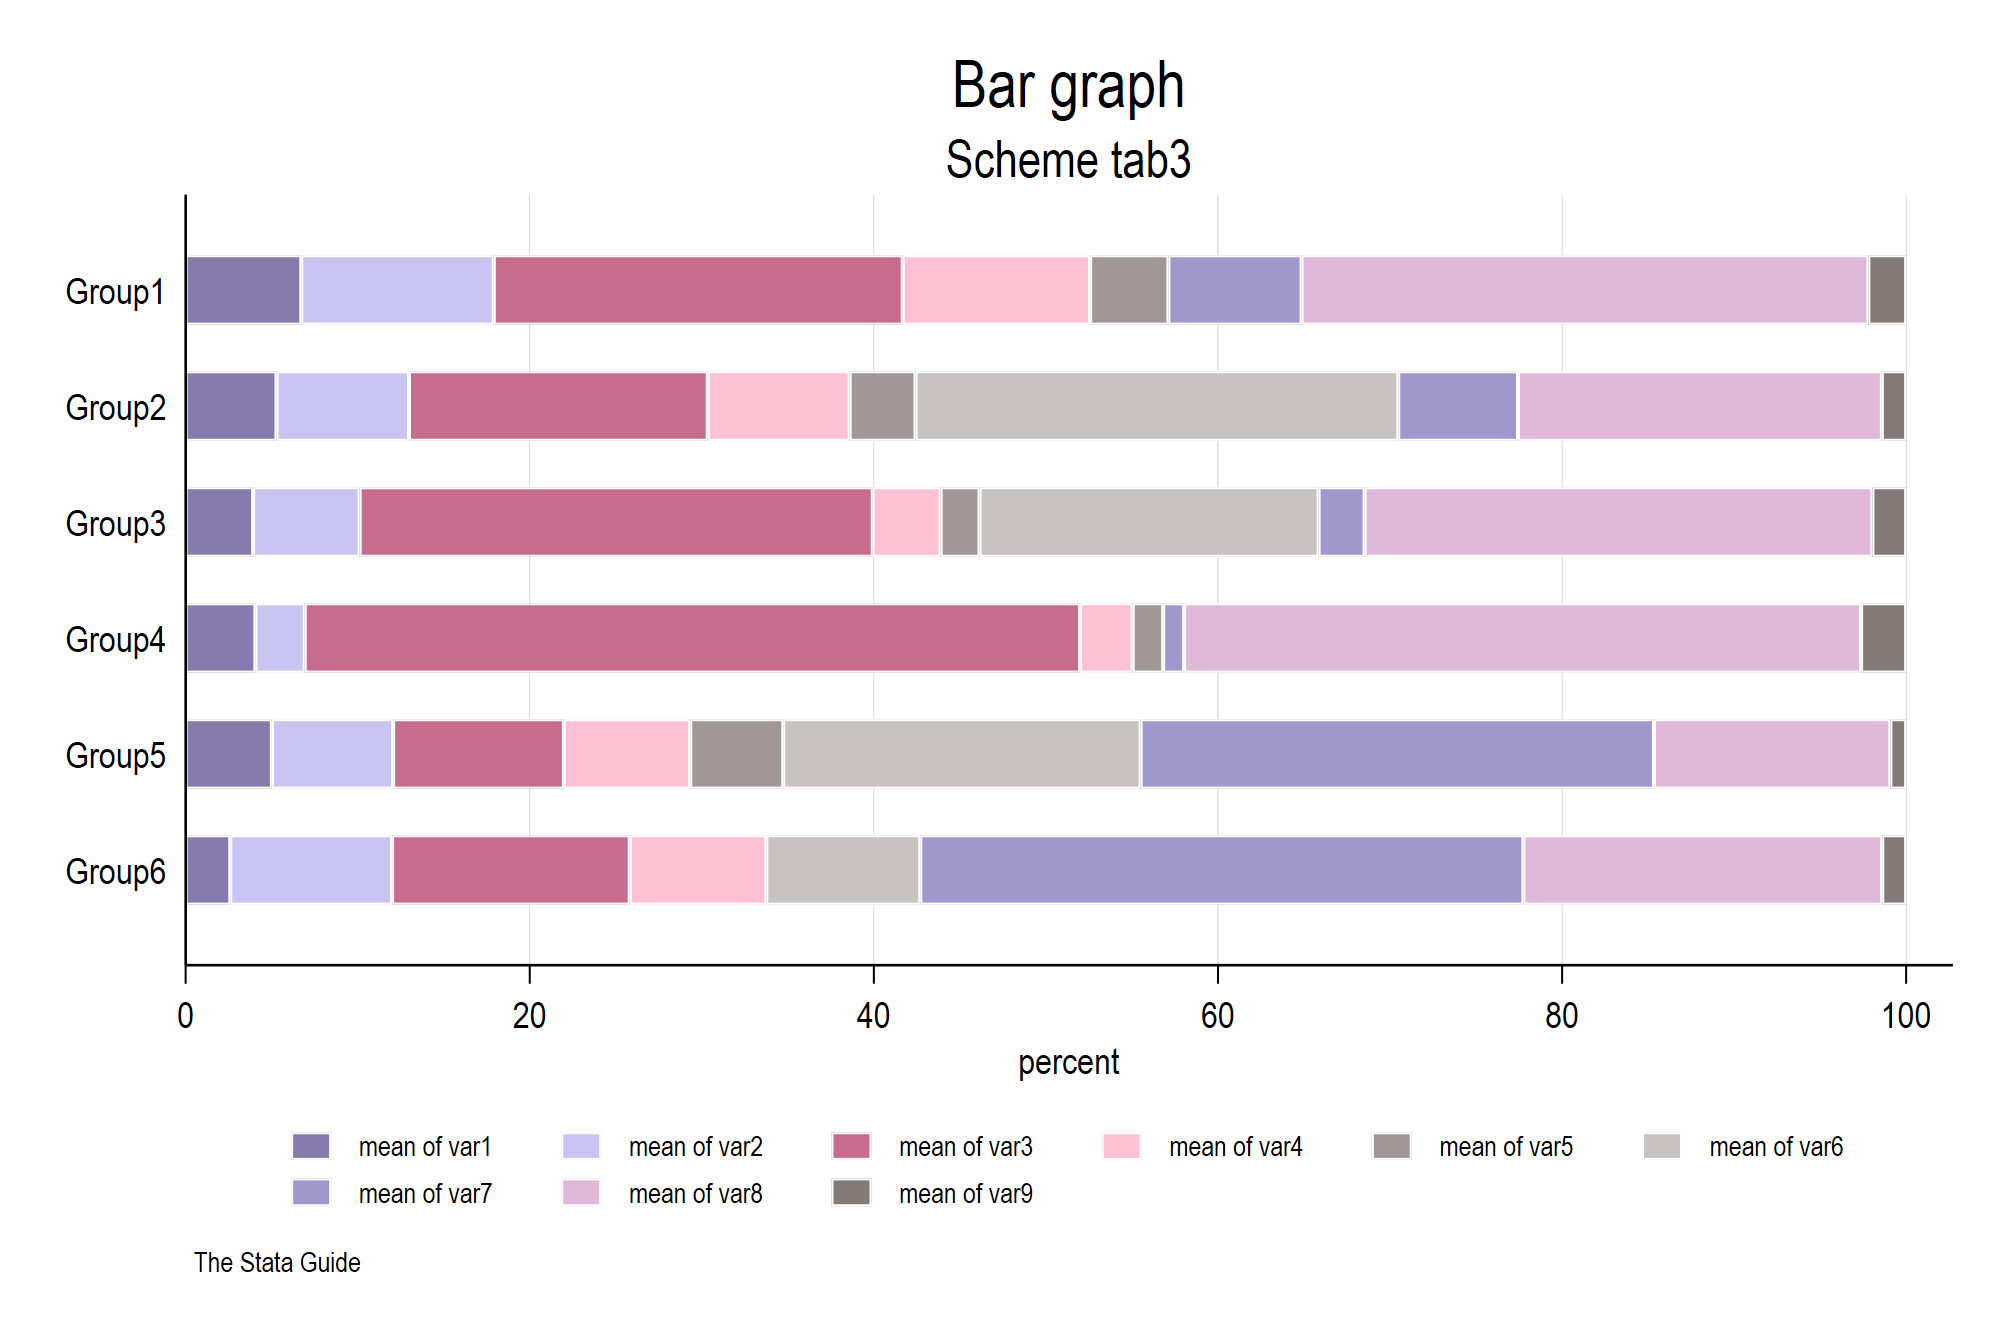 Bar graph
Scheme tab3
Group1
Group2
Group3
Group4
Group5
Group6
0 20 40 60 80 100
percent
mean of var1 mean of var2 mean of var3 mean of var4 mean of var5 mean of var6
mean of var7 mean of var8 mean of var9
The Stata Guide